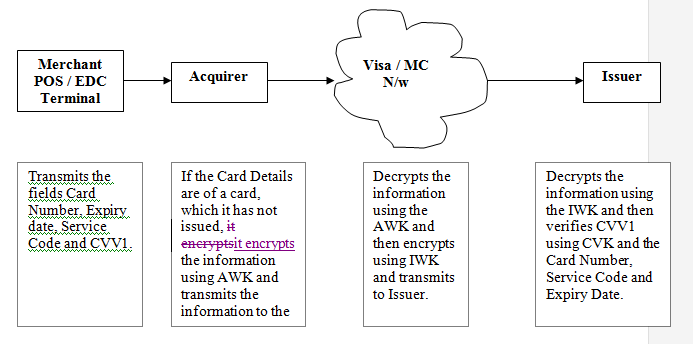 Merchant
POS / EDC
Terminal
Acquirer
Visa / MC
N/w
Issuer
Transmits the
fields Card
Number, Expiry
date, Service
Code and CVV1.
If the Card Details
are of a card,
which it has not
issued, it
encryptsit encrypts
the information
using AWK and
transmits the
information to the
Decrypts the
information
using the
AWK and
then encrypts
using IWK
and transmits
to Issuer.
Decrypts the
information using
the IWK and then
verifies CVV1
using CVK and the
Card Number,
Service Code and
Expiry Date.